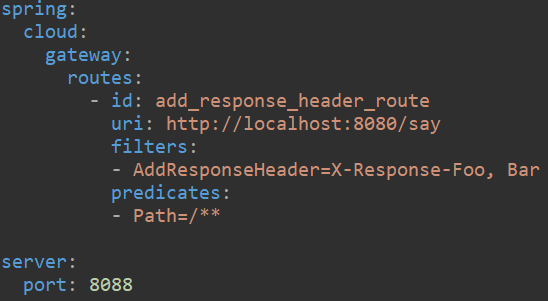 spring:
  cloud:
    gateway:
      routes:
        - id: add_response_header_route
          uri: http://localhost:8080/say
          filters:
          - AddResponseHeader=X-Response-Foo, Bar
          predicates:
          - Path=/**

server:
  port: 8088